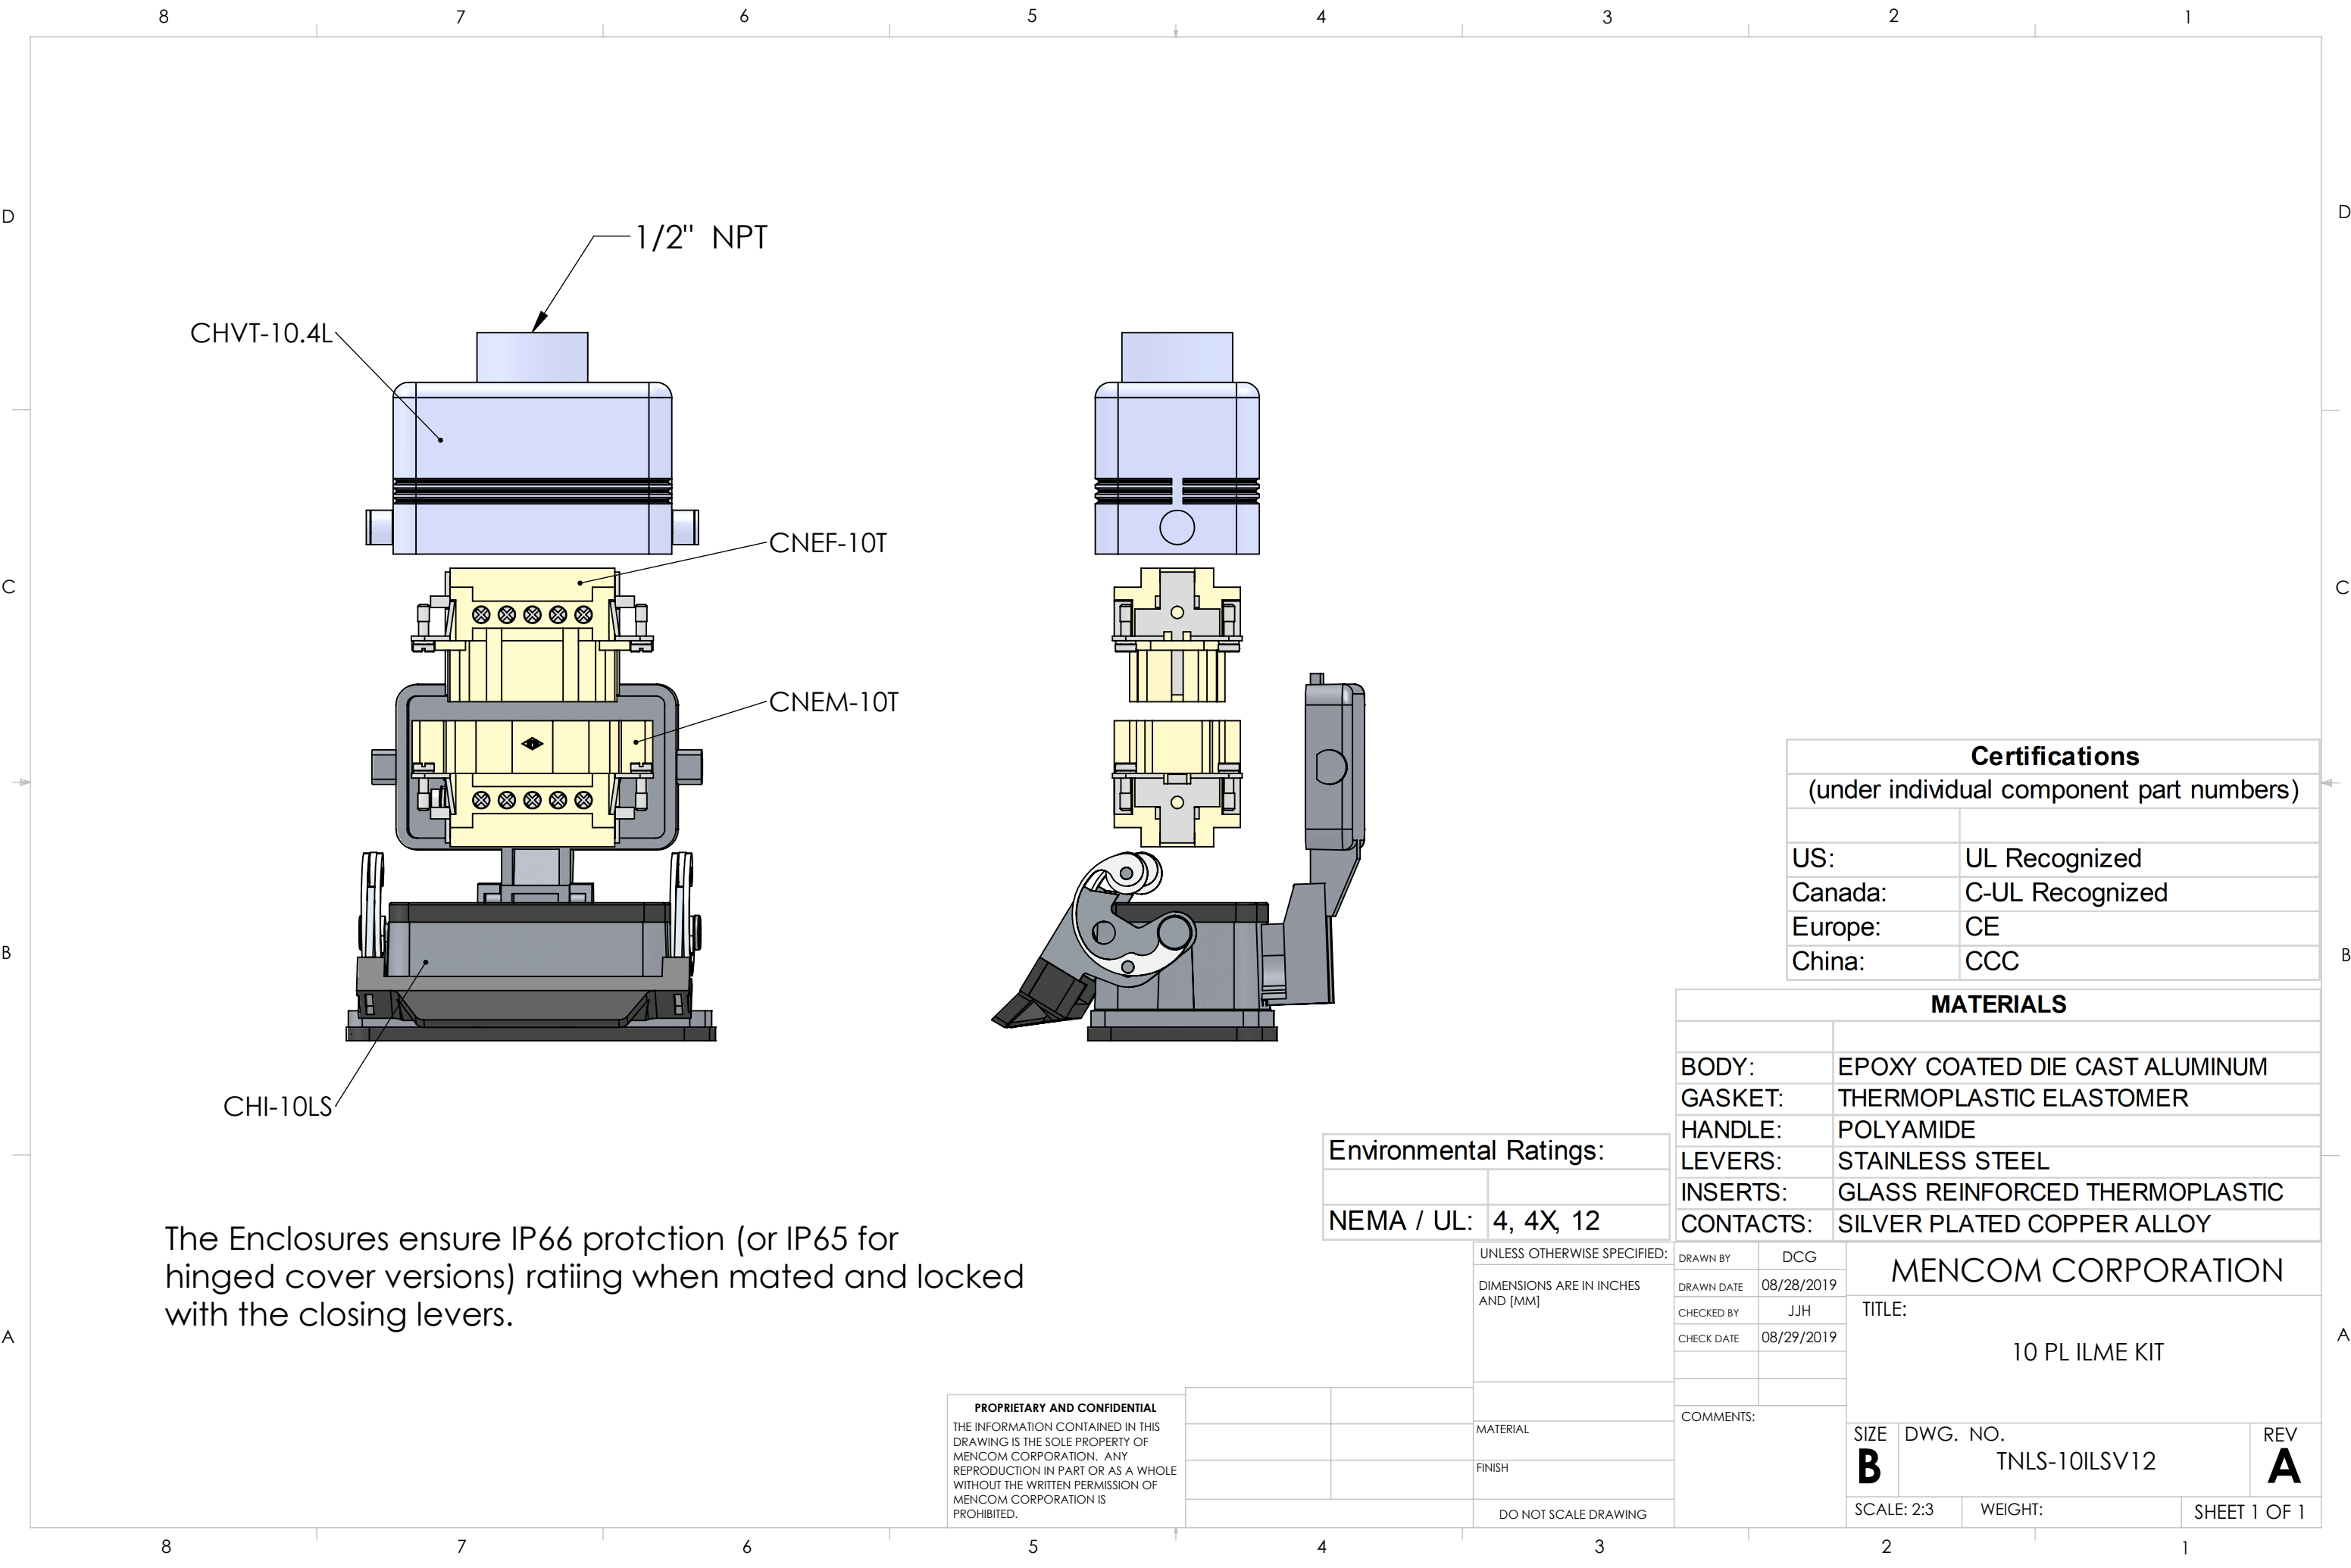 8 7 6 5 4 3 2 1
D D
1/2" NPT
CHVT-10.4L
CNEF-10T
C C
CNEM-10T
Certifications
(under individual component part numbers)
US: UL Recognized
Canada: C-UL Recognized
Europe: CE
China: CCC
B B
MATERIALS
BODY: EPOXY COATED DIE CAST ALUMINUM
GASKET: THERMOPLASTIC ELASTOMER
HANDLE: POLYAMIDE
LEVERS: STAINLESS STEEL
INSERTS: GLASS REINFORCED THERMOPLASTIC
CONTACTS: SILVER PLATED COPPER ALLOY
CHI-10LS
Environmental Ratings:
NEMA / UL: 4, 4X, 12
The Enclosures ensure IP66 protction (or IP65 for
hinged cover versions) ratiing when mated and locked
with the closing levers.
A A
UNLESS OTHERWISE SPECIFIED:
DIMENSIONS ARE IN INCHES
AND [MM]
MATERIAL
FINISH
DO NOT SCALE DRAWING
DRAWN BY DCG
DRAWN DATE 08/28/2019
CHECKED BY JJH
CHECK DATE 08/29/2019
COMMENTS:
MENCOM CORPORATION
TITLE:
10 PL ILME KIT
SIZE DWG. NO. REV
B TNLS-10ILSV12 A
SCALE: 2:3 WEIGHT: SHEET 1 OF 1
PROPRIETARY AND CONFIDENTIAL
THE INFORMATION CONTAINED IN THIS
DRAWING IS THE SOLE PROPERTY OF
MENCOM CORPORATION. ANY
REPRODUCTION IN PART OR AS A WHOLE
WITHOUT THE WRITTEN PERMISSION OF
MENCOM CORPORATION IS
PROHIBITED.
8 7 6 5 4 3 2 1